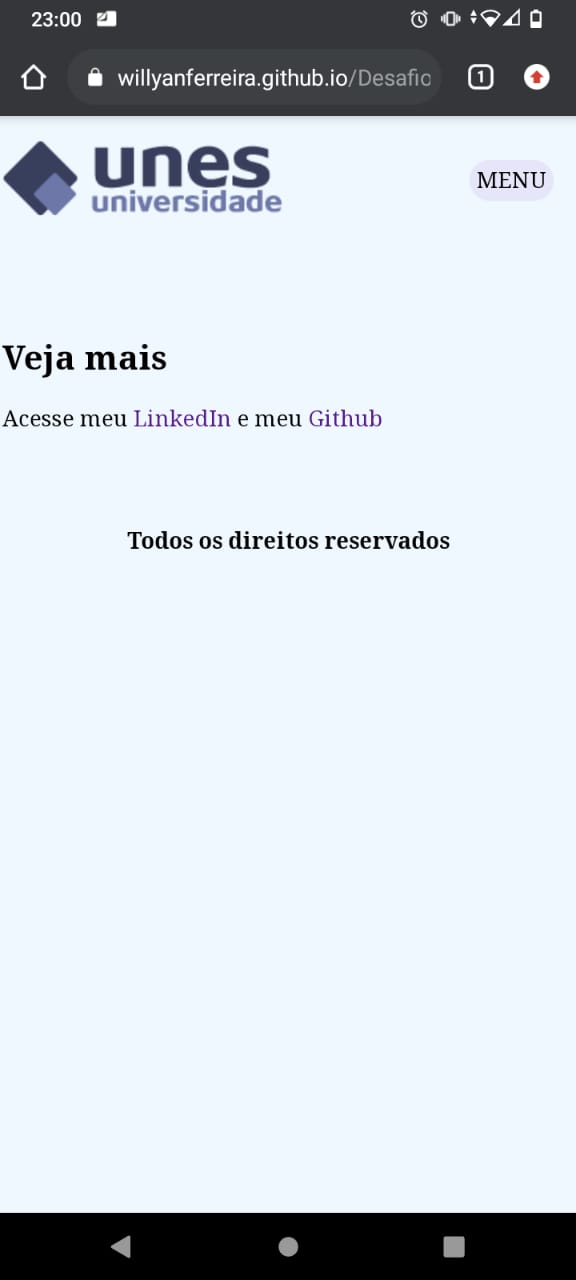 23:00
willyanferreira.github.io/Desafio
1
unes
universidade
MENU
Veja mais
Acesse meu LinkedIn e meu Github
Todos os direitos reservados